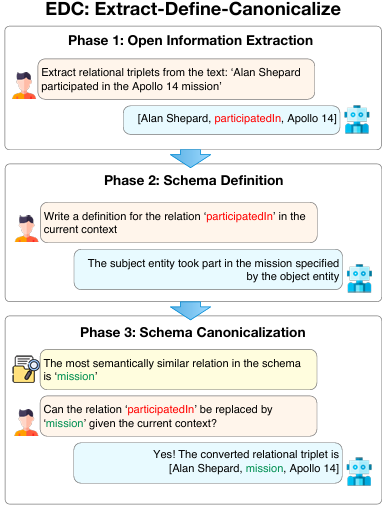 EDC: Extract-Define-Canonicalize
Phase 1: Open Information Extraction
Extract relational triplets from the text: ‘Alan Shepard
participated in the Apollo 14 mission’
[Alan Shepard, participatedIn, Apollo 14]
Phase 2: Schema Definition
Write a definition for the relation ‘participatedIn’ in the
current context
The subject entity took part in the mission specified
by the object entity
Phase 3: Schema Canonicalization
The most semantically similar relation in the schema
is ‘mission’
Can the relation ‘participatedIn’ be replaced by
‘mission’ given the current context?
Yes! The converted relational triplet is
[Alan Shepard, mission, Apollo 14]